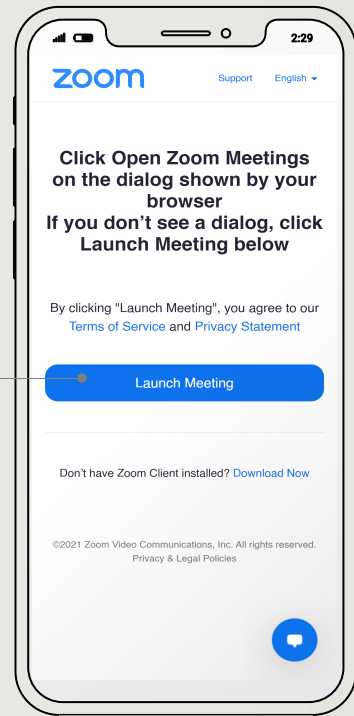 2:29
zoom Support English
Click Open Zoom Meetings
on the dialog shown by your
browser
If you don’t see a dialog, click
Launch Meeting below
By clicking "Launch Meeting", you agree to our
Terms of Service and Privacy Statement
Launch Meeting
Don’t have Zoom Client installed? Download Now
©2021 Zoom Video Communications, Inc. All rights reserved.
Privacy & Legal Policies